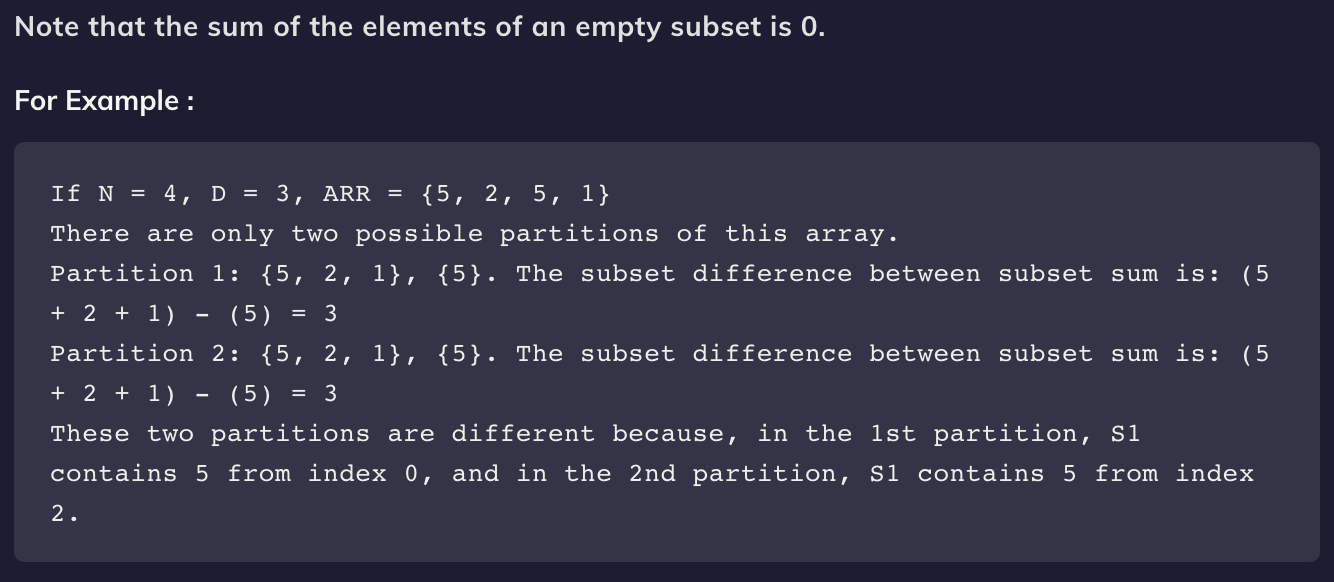 Note that the sum of the elements of an empty subset is 0.
For Example :
If N = 4, D = 3, ARR = {5, 2, 5, 1}
There are only two possible partitions of this array.
Partition 1: {5, 2, 1}, {5}. The subset difference between subset sum is: (5
+ 2 + 1) - (5) = 3
Partition 2: {5, 2, 1}, {5}. The subset difference between subset sum is: (5
+ 2 + 1) - (5) = 3
These two partitions are different because, in the 1st partition, S1
contains 5 from index 0, and in the 2nd partition, S1 contains 5 from index
2.